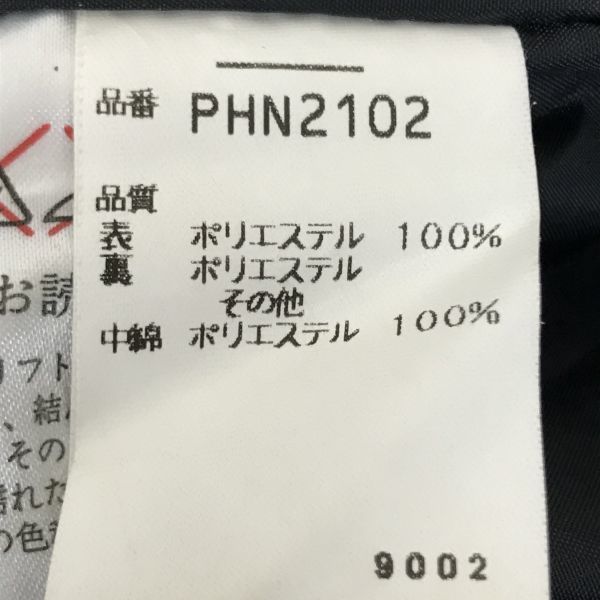 品番 PHN2102
品質
表 ポリエステル 100%
裏 ポリエステル
その他
中綿 ポリエステル 100%
9002
お読
リフト
、結
その
の色